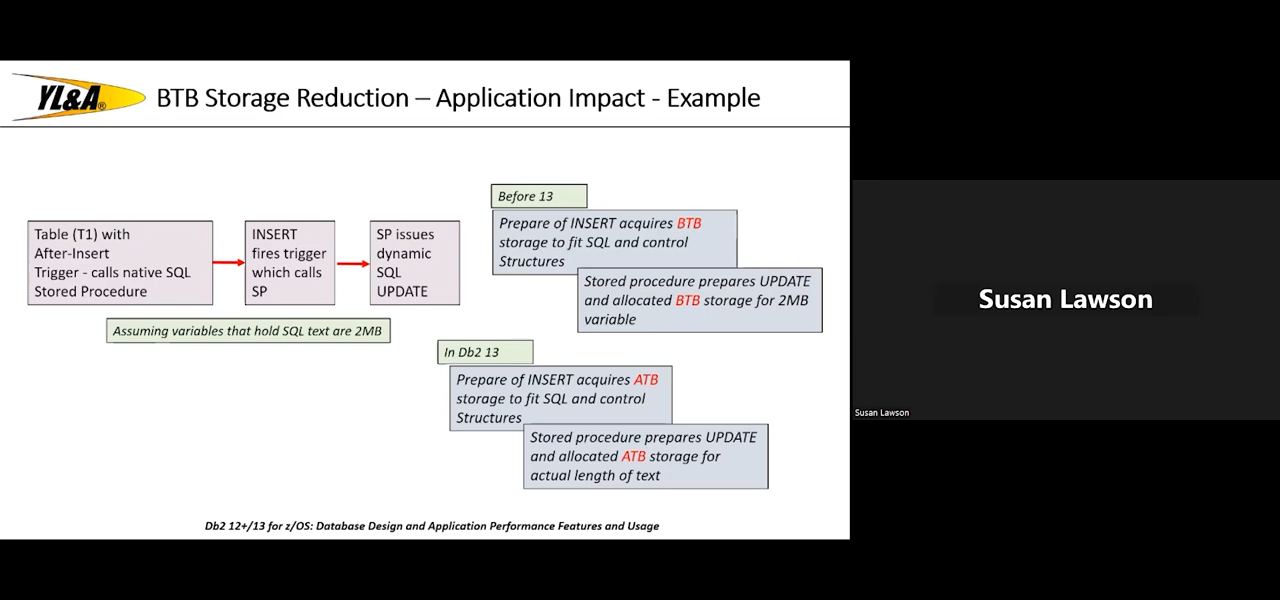 YL&A®
BTB Storage Reduction – Application Impact - Example
Table (T1) with
After-Insert
Trigger - calls native SQL
Stored Procedure
INSERT
fires trigger
which calls
SP
SP issues
dynamic
SQL
UPDATE
Assuming variables that hold SQL text are 2MB
Before 13
Prepare of INSERT acquires BTB
storage to fit SQL and control
Structures
Stored procedure prepares UPDATE
and allocated BTB storage for 2MB
variable
In Db2 13
Prepare of INSERT acquires ATB
storage to fit SQL and control
Structures
Stored procedure prepares UPDATE
and allocated ATB storage for
actual length of text
Db2 12+/13 for z/OS: Database Design and Application Performance Features and Usage
Susan Lawson
Susan Lawson